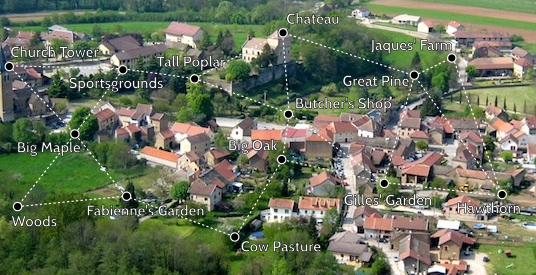 Chateau
Church Tower
Jaques' Farm
Tall Poplar
Sportsgrounds
Great Pine
Butcher's Shop
Big Maple
Big Oak
Woods
Fabienne's Garden
Gilles' Garden
Hawthorn
Cow Pasture